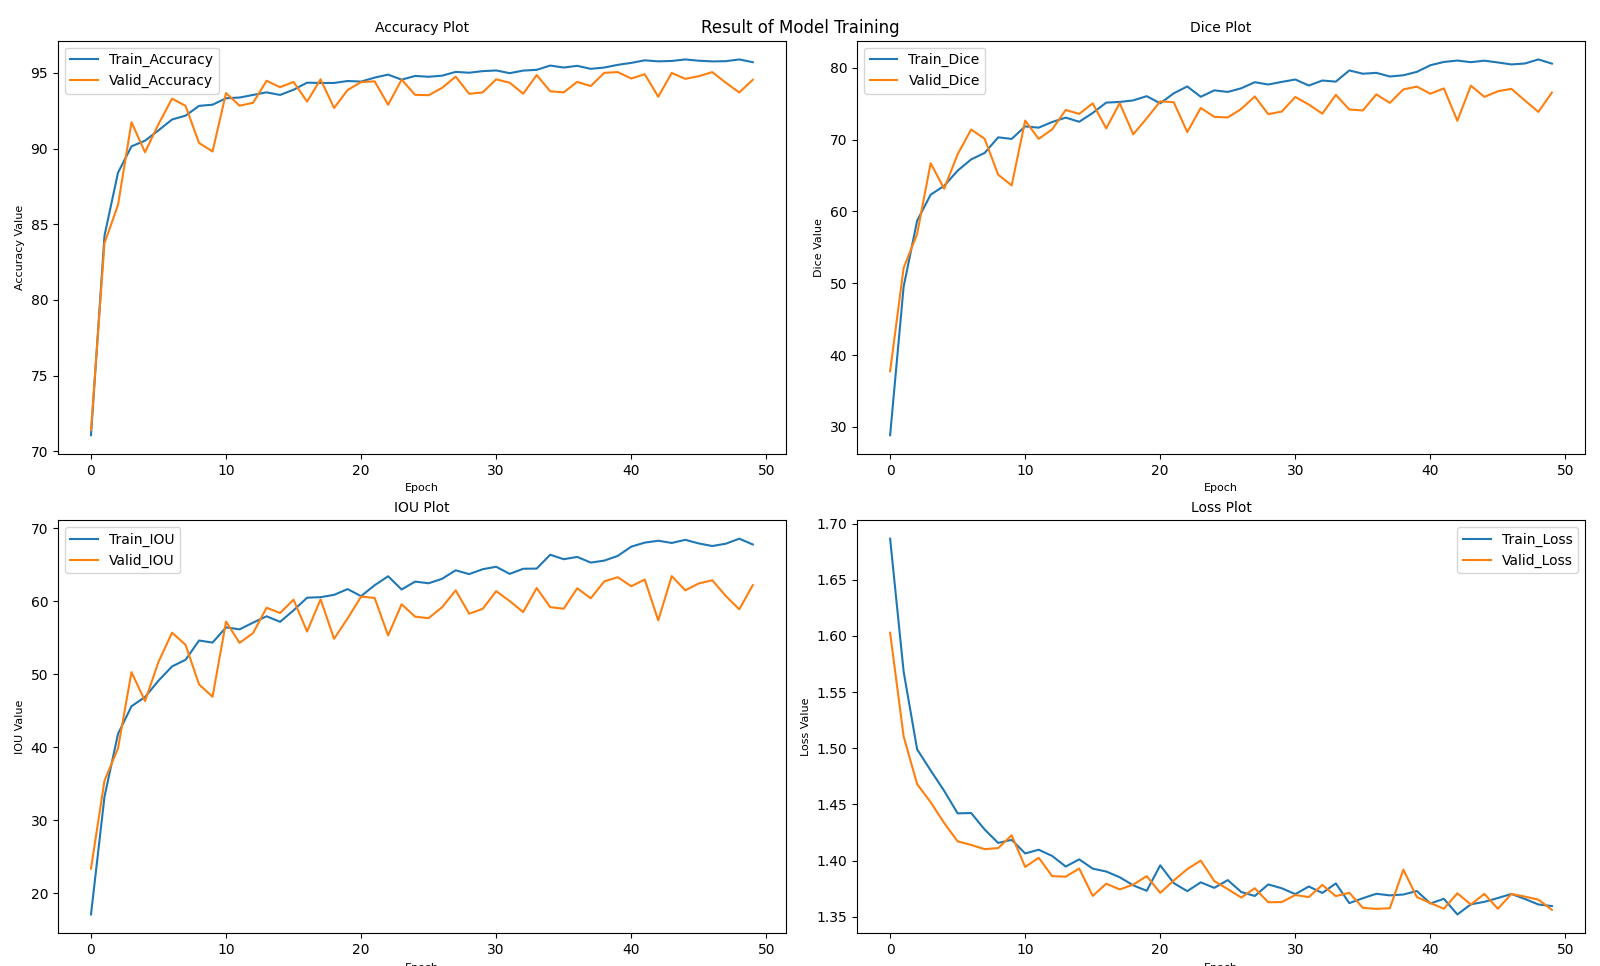 Result of Model Training
Accuracy Plot
Train_Accuracy
Valid_Accuracy
Accuracy Value
95
90
85
80
75
70
0 10 20 30 40 50
Epoch
Dice Plot
Train_Dice
Valid_Dice
Dice Value
80
70
60
50
40
30
0 10 20 30 40 50
Epoch
IOU Plot
Train_IOU
Valid_IOU
IOU Value
70
60
50
40
30
20
0 10 20 30 40 50
Epoch
Loss Plot
Train_Loss
Valid_Loss
Loss Value
1.70
1.65
1.60
1.55
1.50
1.45
1.40
1.35
0 10 20 30 40 50
Epoch